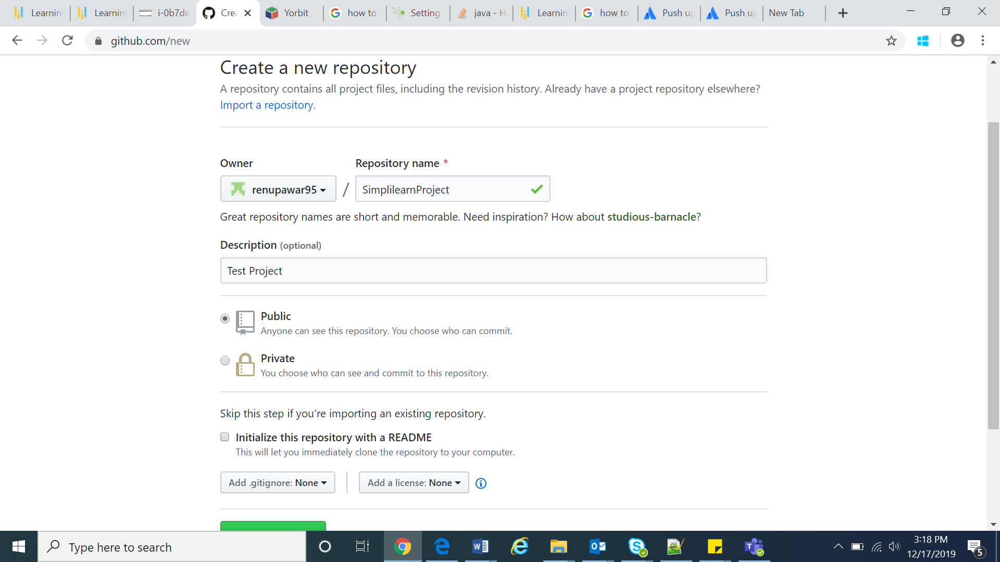 Learning
Learning
i-0b7de
Crea
Yorbit
how to
Setting
java - H
Learnin
how to
Push up
Push up
New Tab
github.com/new
Create a new repository
A repository contains all project files, including the revision history. Already have a project repository elsewhere?
Import a repository.
Owner
Repository name *
renupawar95
/
SimplilearnProject
Great repository names are short and memorable. Need inspiration? How about studious-barnacle?
Description (optional)
Test Project
Public
Anyone can see this repository. You choose who can commit.
Private
You choose who can see and commit to this repository.
Skip this step if you’re importing an existing repository.
Initialize this repository with a README
This will let you immediately clone the repository to your computer.
Add .gitignore: None
Add a license: None
Type here to search
3:18 PM
12/17/2019
5